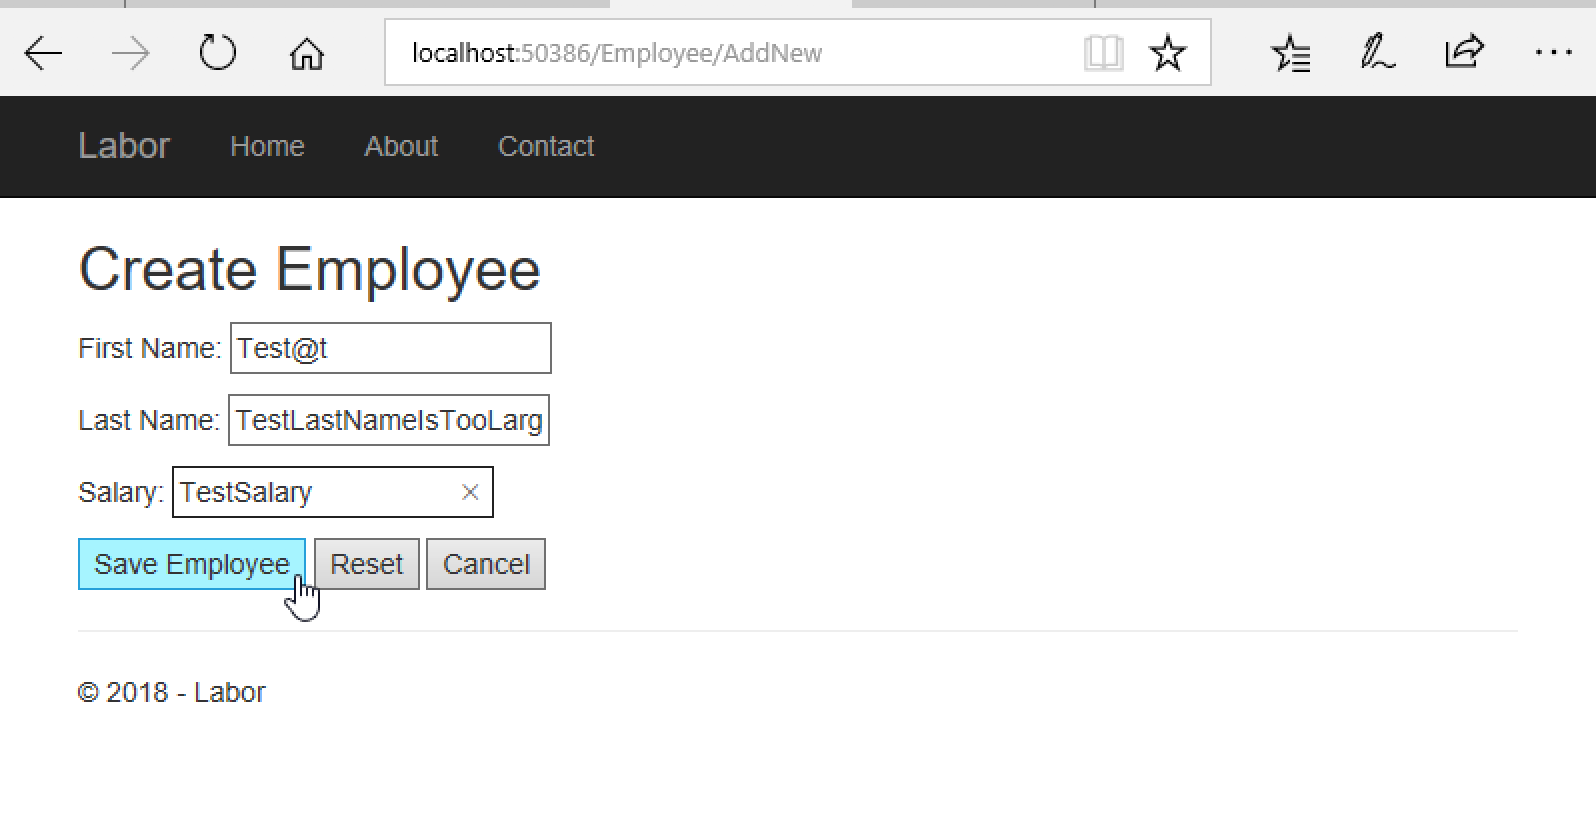 localhost:50386/Employee/AddNew
Labor Home About Contact
Create Employee
First Name: Test@t
Last Name: TestLastNameIsTooLarg
Salary: TestSalary
Save Employee Reset Cancel
© 2018 - Labor